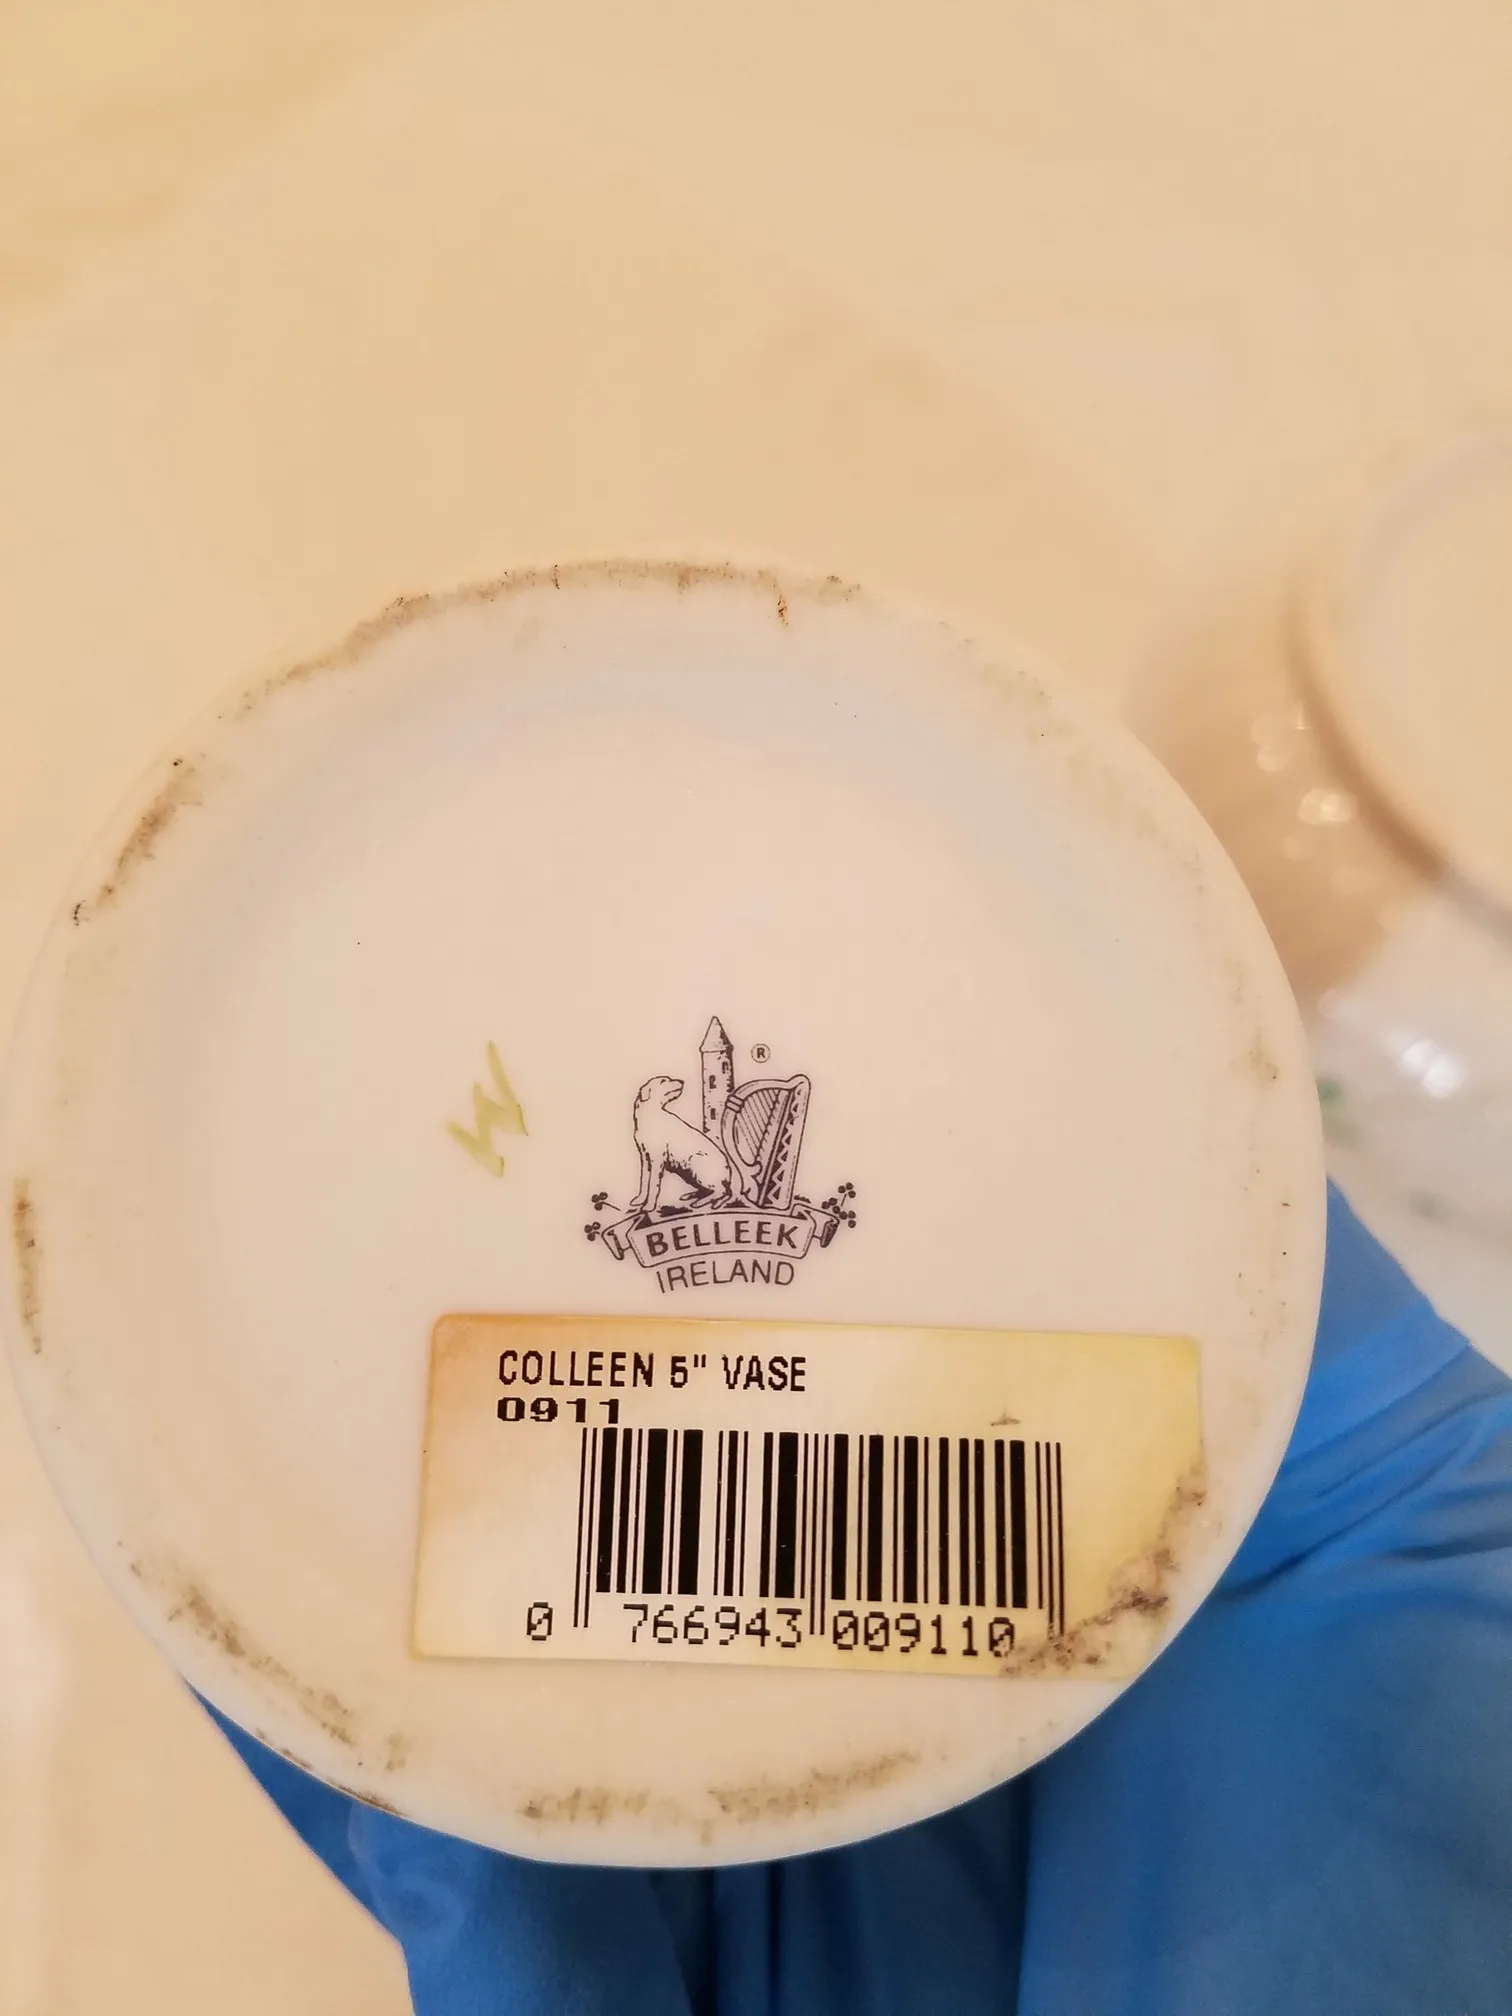 ®
W
BELLEEK
IRELAND
COLLEEN 5" VASE
0911
0 766943 009110